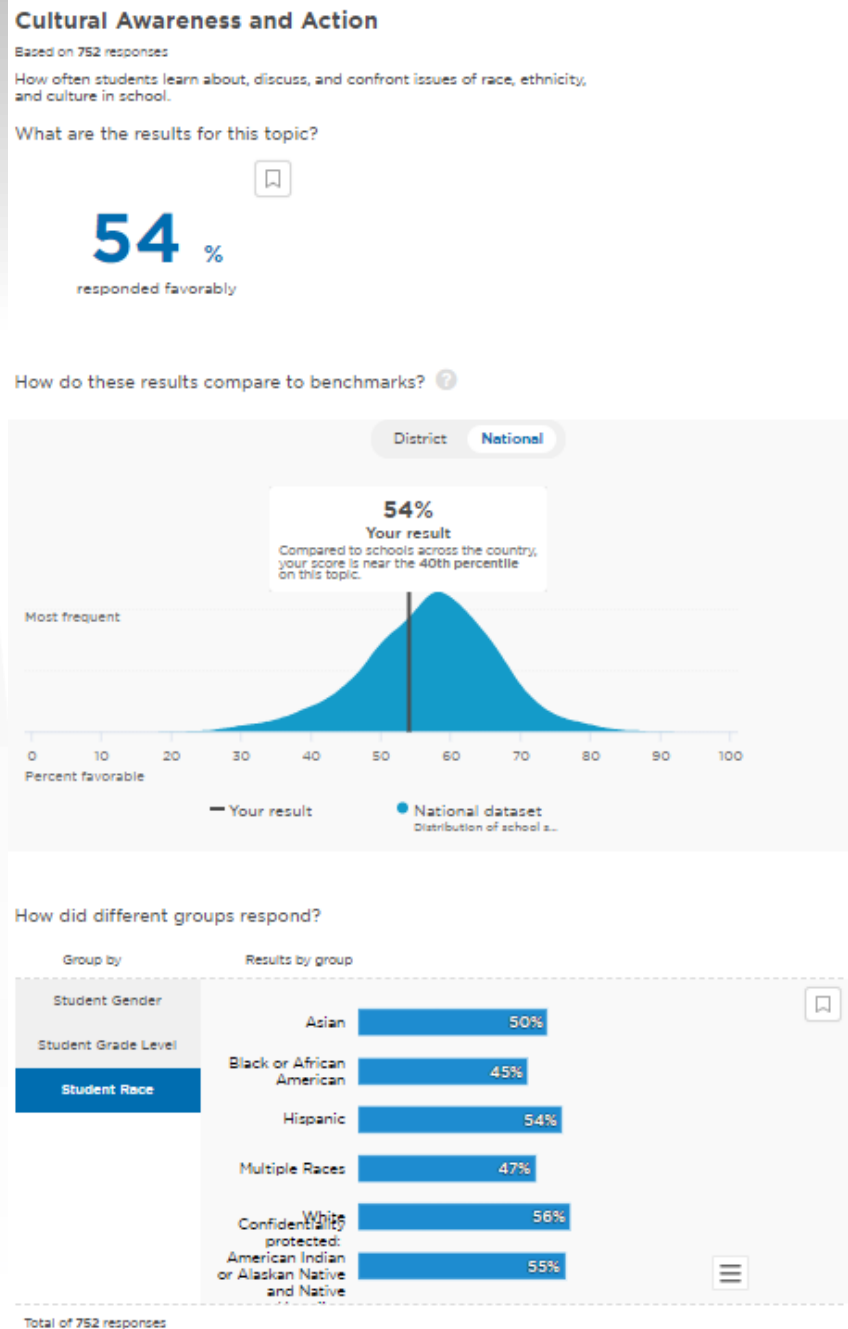 Cultural Awareness and Action
Based on 752 responses
How often students learn about, discuss, and confront issues of race, ethnicity,
and culture in school.
What are the results for this topic?
54 %
responded favorably
How do these results compare to benchmarks? ?
District National
54%
Your result
Compared to schools across the country,
your score is near the 40th percentile
on this topic.
Most frequent
0 10 20 30 40 50 60 70 80 90 100
Percent favorable
Your result
National dataset
Distribution of school s...
How did different groups respond?
Group by
Results by group
Student Gender
Student Grade Level
Student Race
Asian 50%
Black or African
American
45%
Hispanic 54%
Multiple Races 47%
White 56%
Confidentiality
protected:
American Indian
or Alaskan Native
and Native
55%
Total of 752 responses